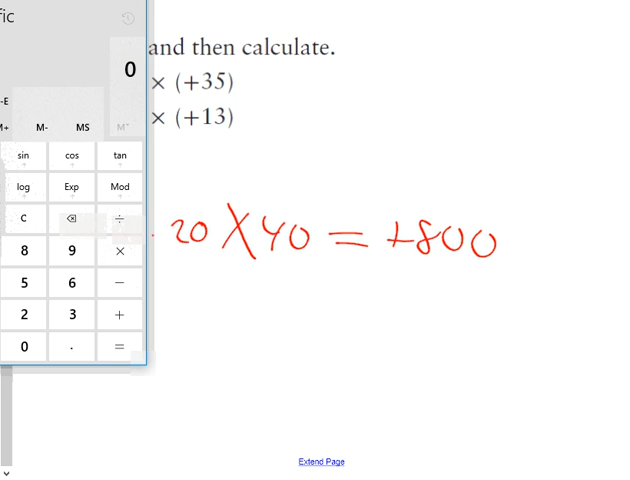 fic
and then calculate.
0
× (+35)
-E
M+ M- MS M˅
× (+13)
sin cos tan
log Exp Mod
C ⌫ ÷
8 9 ×
5 6 −
2 3 +
0 . =
20 X 40 = +800
Extend Page